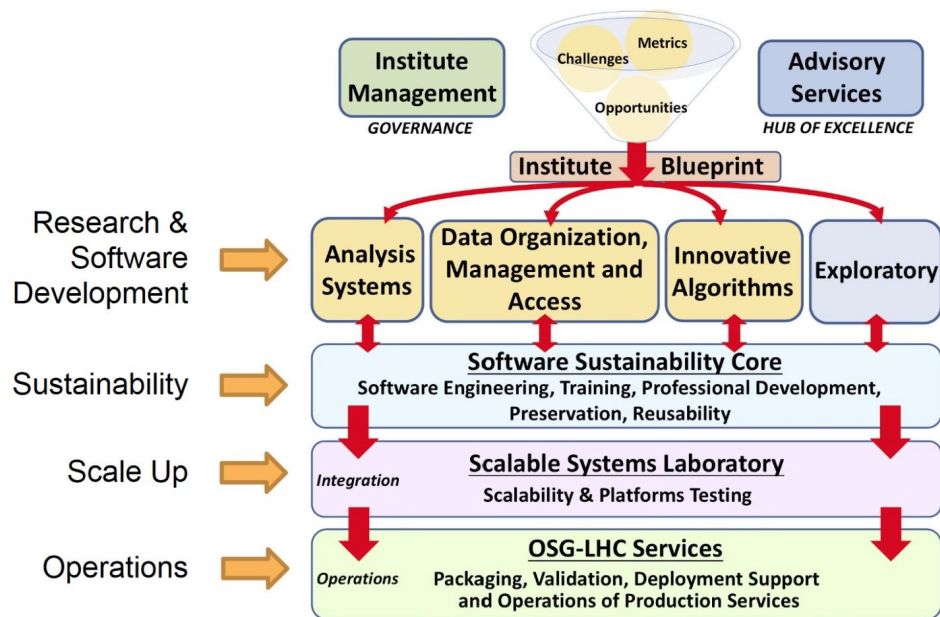 Institute
Management
GOVERNANCE
Challenges
Metrics
Opportunities
Advisory
Services
HUB OF EXCELLENCE
Institute Blueprint
Research &
Software
Development
Analysis
Systems
Data Organization,
Management and
Access
Innovative
Algorithms
Exploratory
Sustainability
Software Sustainability Core
Software Engineering, Training, Professional Development,
Preservation, Reusability
Scale Up
Integration
Scalable Systems Laboratory
Scalability & Platforms Testing
Operations
Operations
OSG-LHC Services
Packaging, Validation, Deployment Support
and Operations of Production Services